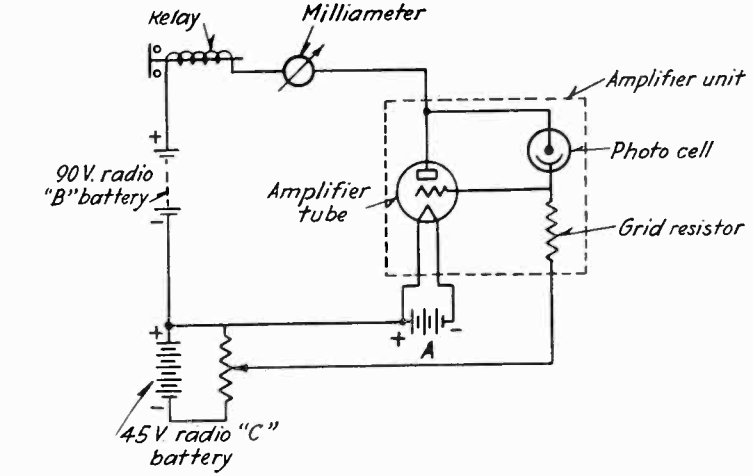 Relay
Milliameter
Amplifier unit
Photo cell
Amplifier
tube
Grid resistor
+
90 V. radio
"B" battery
-
+
+
-
A
-
45 V. radio "C"
battery